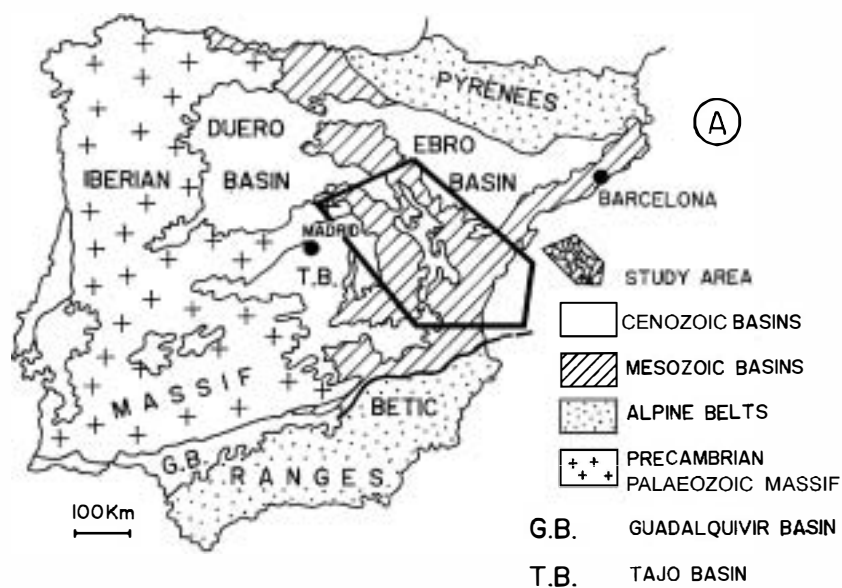 PYRENEES
A
DUERO
EBRO
IBERIAN
BASIN
BASIN
BARCELONA
MADRID
T.B.
STUDY AREA
CENOZOIC BASINS
MESOZOIC BASINS
MASSIF
BETIC
ALPINE BELTS
G.B.
RANGES
PRECAMBRIAN
PALAEOZOIC MASSIF
100Km
G.B. GUADALQUIVIR BASIN
T.B. TAJO BASIN